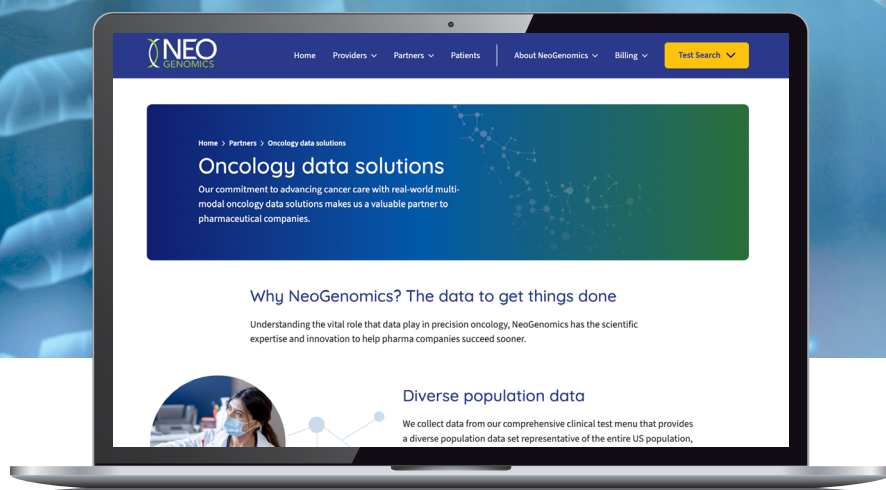 NEO
GENOMICS
Home Providers Partners Patients About NeoGenomics Billing Test Search
Home > Partners > Oncology data solutions
Oncology data solutions
Our commitment to advancing cancer care with real-world multi-
modal oncology data solutions makes us a valuable partner to
pharmaceutical companies.
Why NeoGenomics? The data to get things done
Understanding the vital role that data play in precision oncology, NeoGenomics has the scientific
expertise and innovation to help pharma companies succeed sooner.
Diverse population data
We collect data from our comprehensive clinical test menu that provides
a diverse population data set representative of the entire US population,